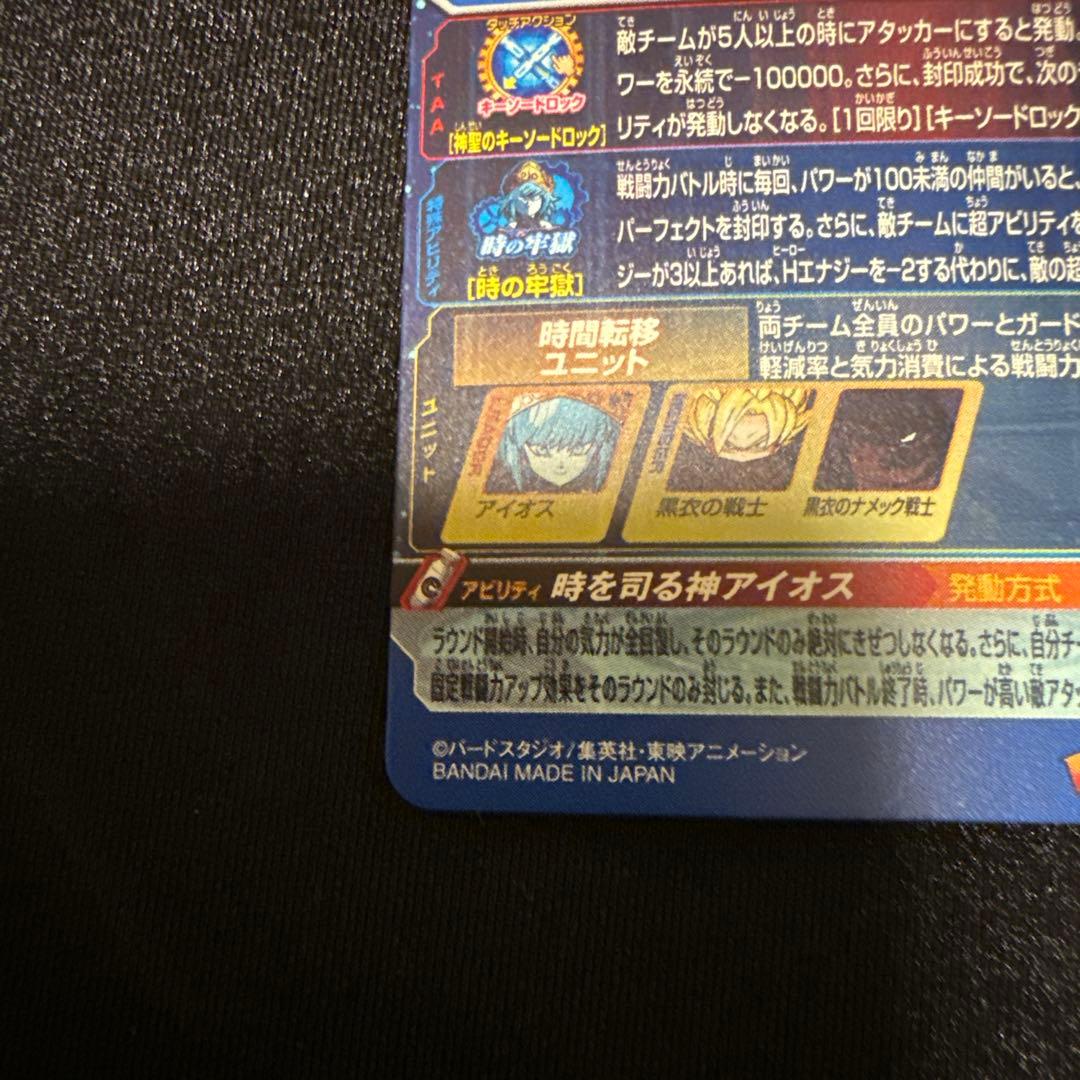 タッチアクション
キーソードロック
TAA
[神聖のキーソードロック]
敵チームが5人以上の時にアタッカーにすると発動。
ワーを永続で-100000。さらに、封印成功で、次の
リティが発動しなくなる。[1回限り][キーソードロック
超アビリティ
時の牢獄
[時の牢獄]
戦闘力バトル時に毎回、パワーが100未満の仲間がいると、
パーフェクトを封印する。さらに、敵チームに超アビリティを
ジーが3以上あれば、Hエナジーを-2する代わりに、敵の超
ユニット
時間転移
ユニット
両チーム全員のパワーとガード
軽減率と気力消費による戦闘力
アイオス
黒衣の戦士
黒衣のナメック戦士
アビリティ 時を司る神アイオス
発動方式
ラウンド開始時、自分の気力が全回復し、そのラウンドのみ絶対にきぜつしなくなる。さらに、自分チー
固定戦闘力アップ効果をそのラウンドのみ封じる。また、戦闘力バトル終了時、パワーが高い敵アタッ
©バードスタジオ/集英社・東映アニメーション
BANDAI MADE IN JAPAN